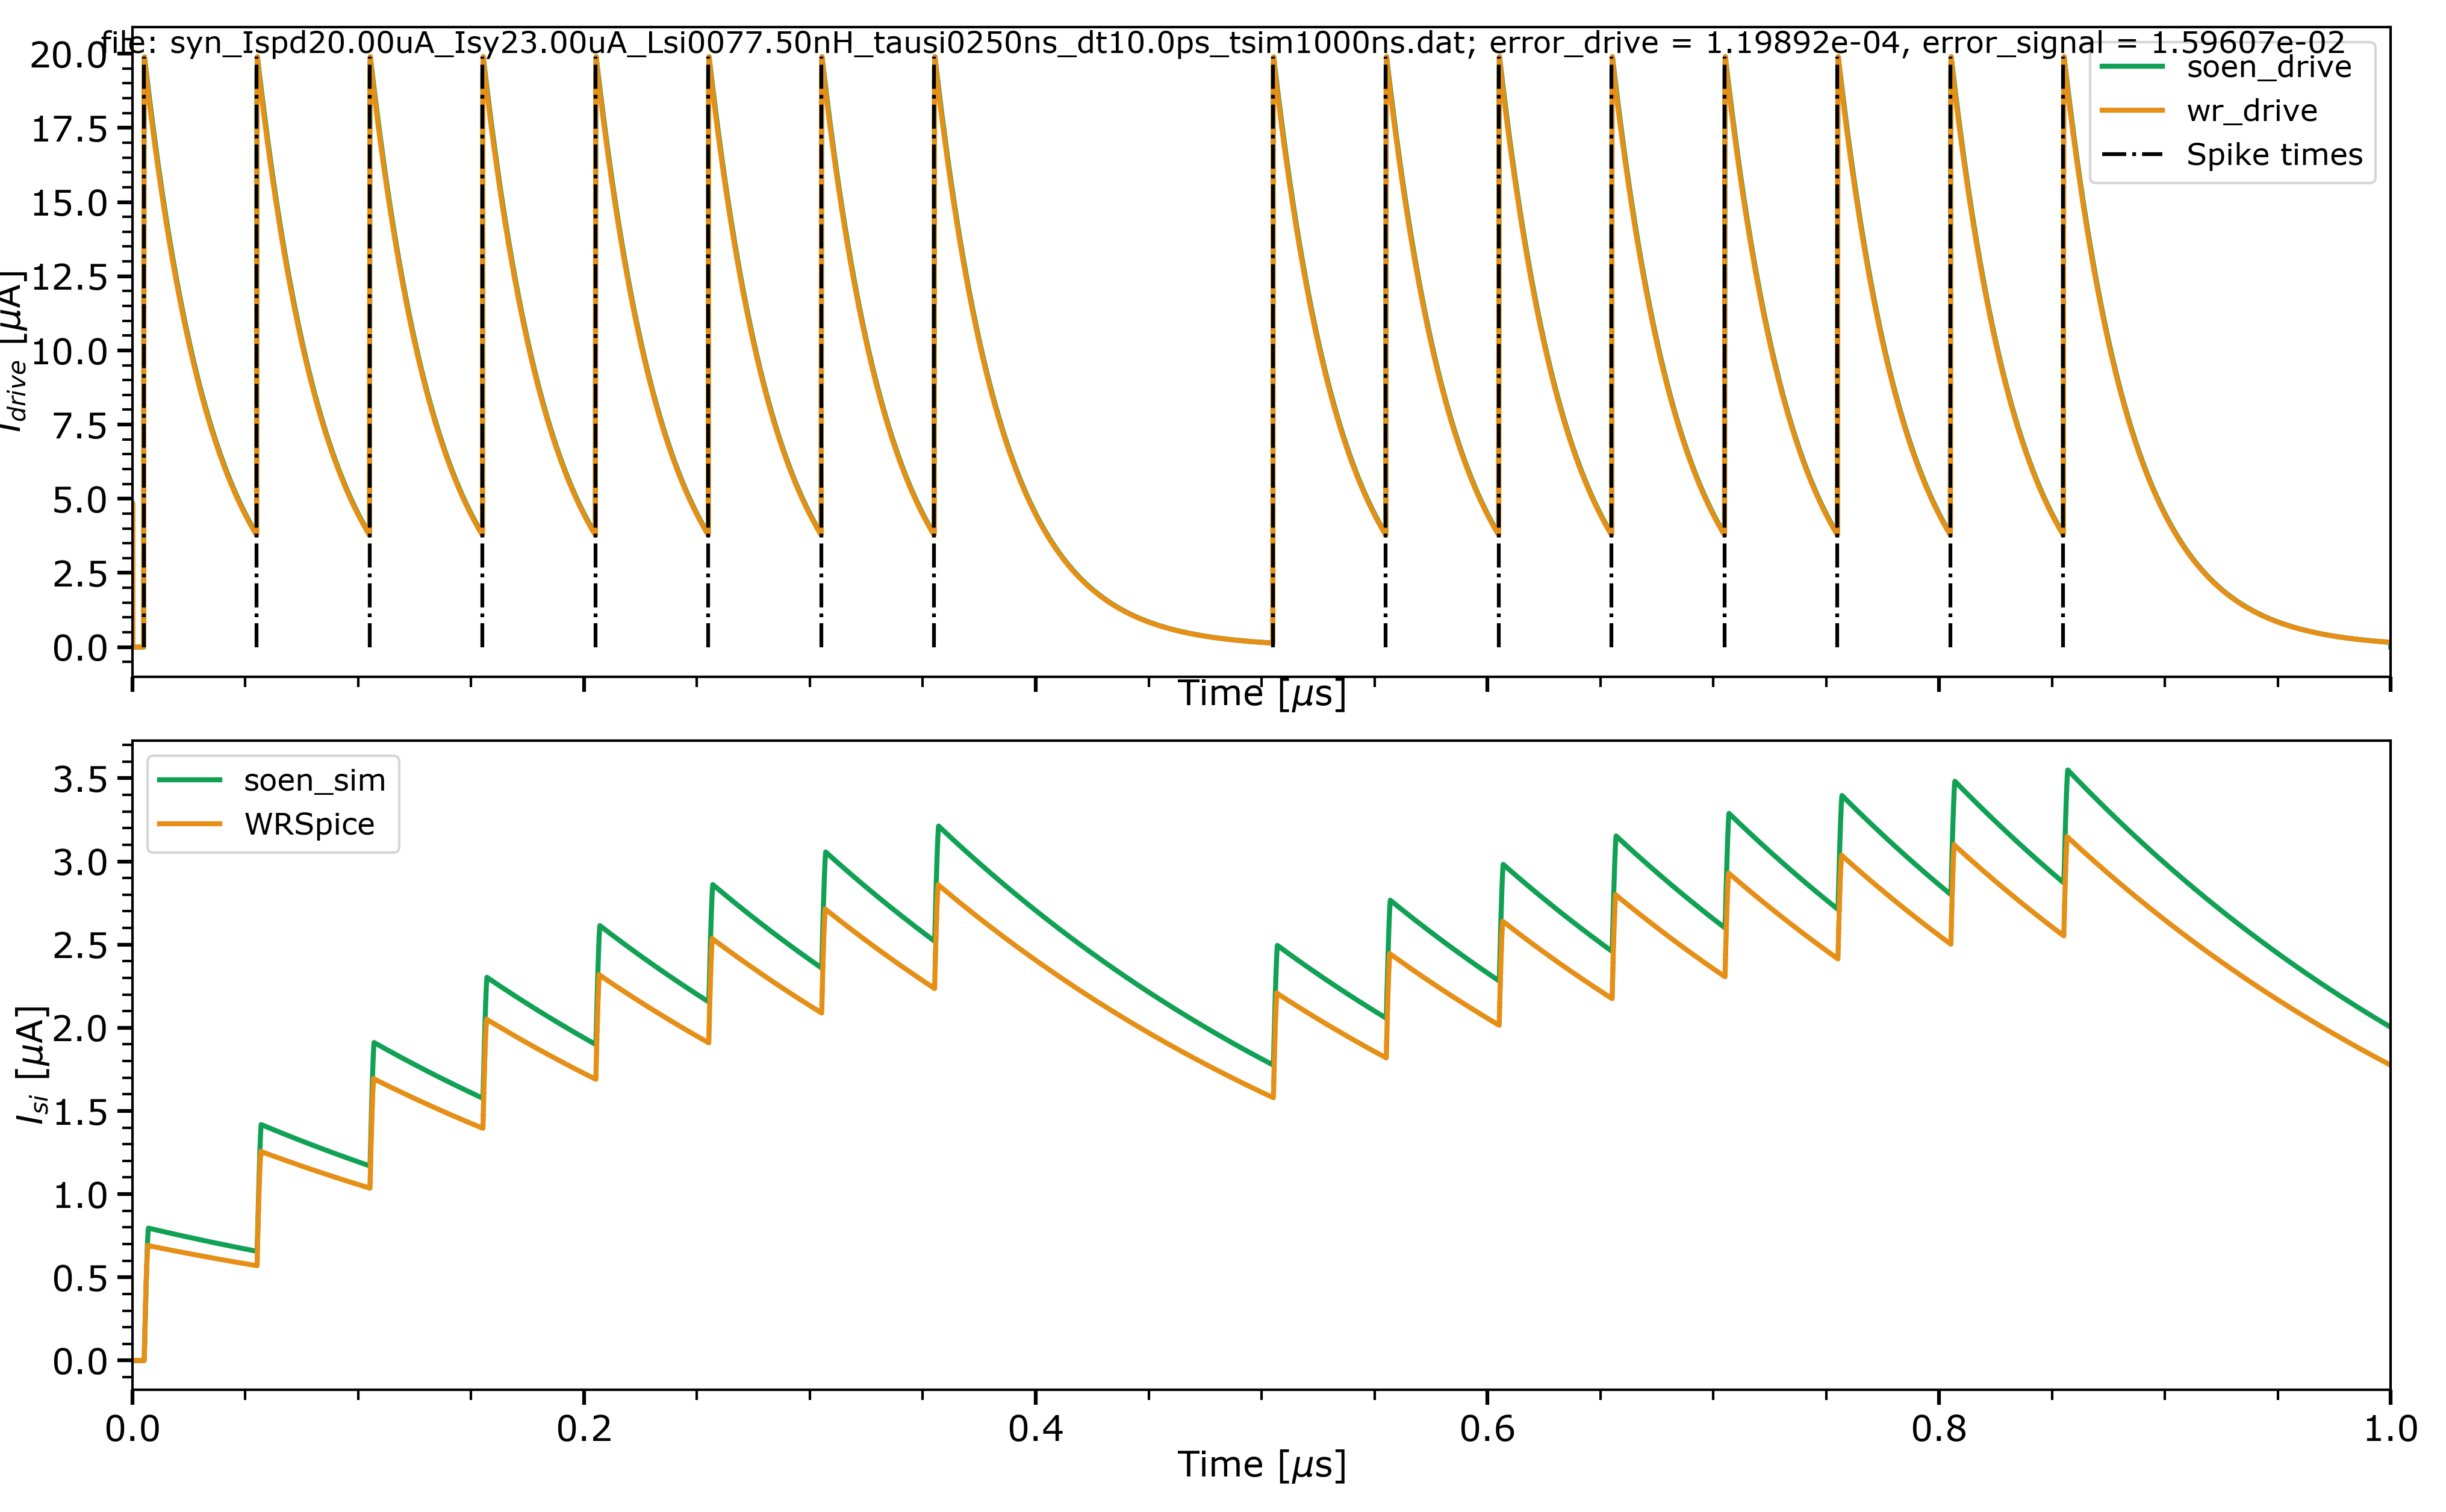 file: syn_Ispd20.00uA_Isy23.00uA_Lsi0077.50nH_tausi0250ns_dt10.0ps_tsim1000ns.dat; error_drive = 1.19892e-04, error_signal = 1.59607e-02
soen_drive
wr_drive
Spike times
20.0
17.5
15.0
12.5
10.0
7.5
5.0
2.5
0.0
I_drive [μA]
Time [μs]
soen_sim
WRSpice
3.5
3.0
2.5
2.0
1.5
1.0
0.5
0.0
I_si [μA]
0.0 0.2 0.4 0.6 0.8 1.0
Time [μs]